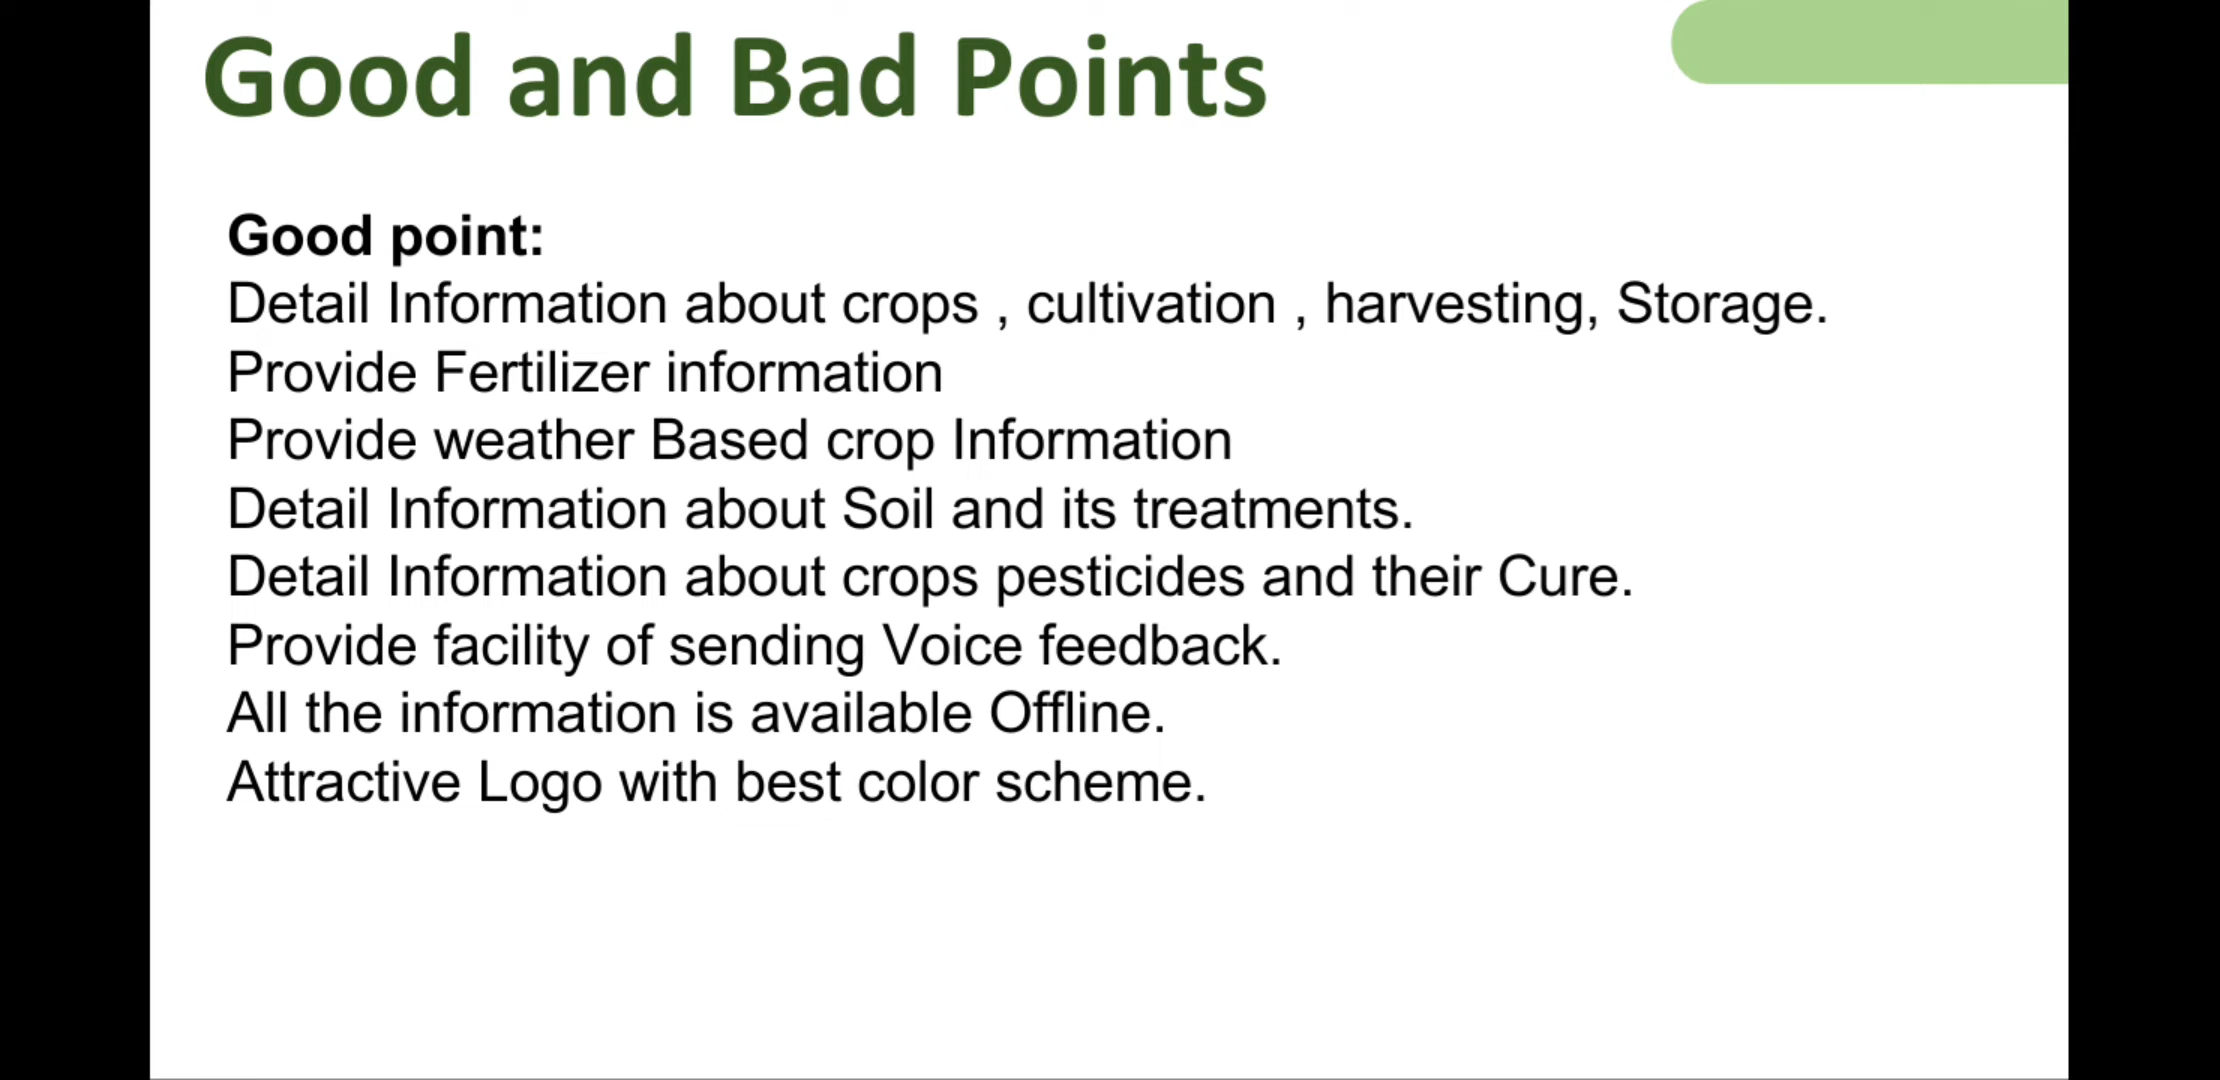 Good and Bad Points
Good point:
Detail Information about crops , cultivation , harvesting, Storage.
Provide Fertilizer information
Provide weather Based crop Information
Detail Information about Soil and its treatments.
Detail Information about crops pesticides and their Cure.
Provide facility of sending Voice feedback.
All the information is available Offline.
Attractive Logo with best color scheme.